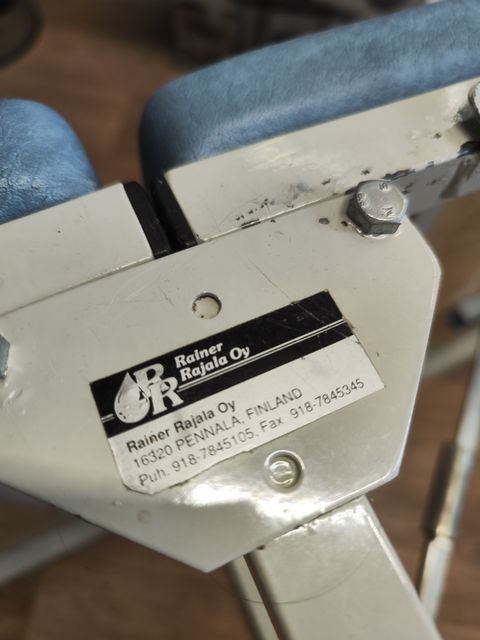 RR
Rainer
Rajala Oy
Rainer Rajala Oy
16320 PENNALA, FINLAND
Puh. 918-7845105, Fax 918-7845345